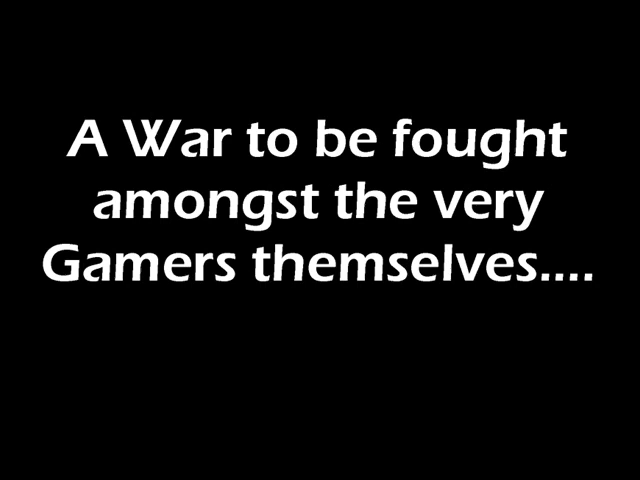 A War to be fought
amongst the very
Gamers themselves....